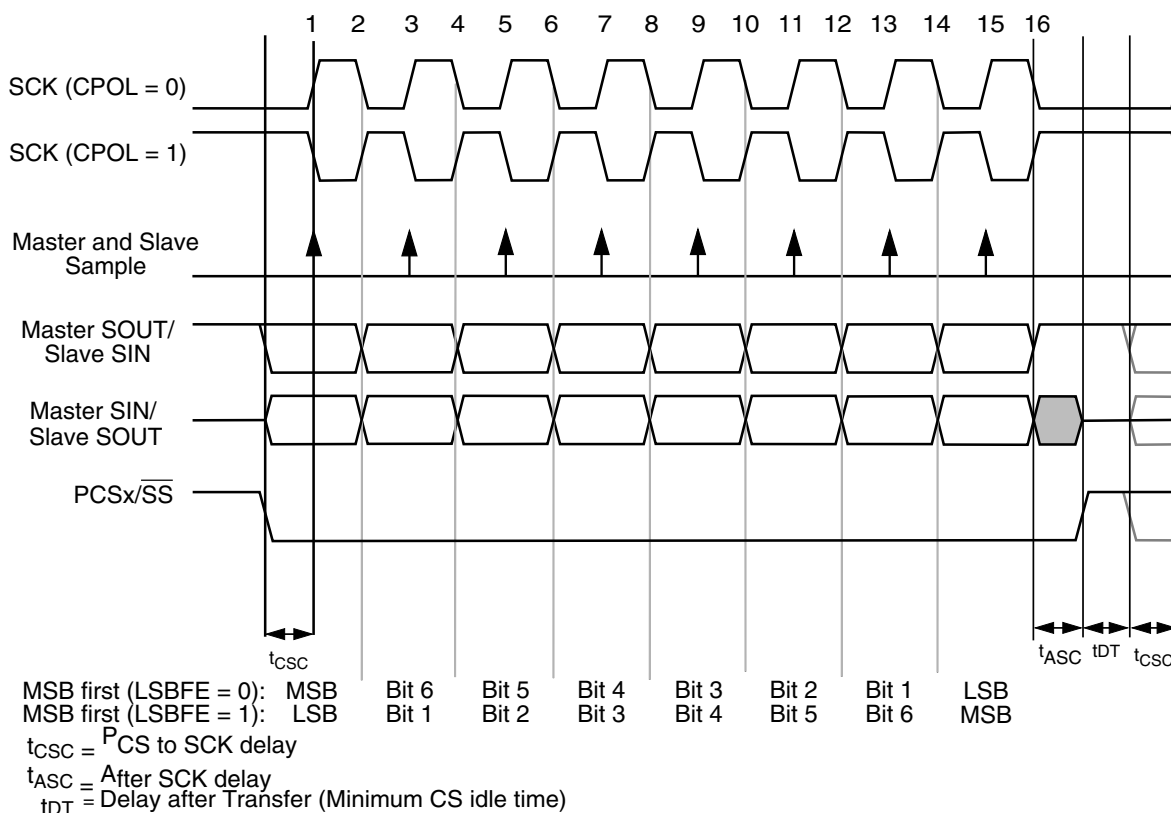 1 2 3 4 5 6 7 8 9 10 11 12 13 14 15 16
SCK (CPOL = 0)
SCK (CPOL = 1)
Master and Slave
Sample
Master SOUT/
Slave SIN
Master SIN/
Slave SOUT
PCSx/SS
tCSC
tASC tDT tCSC
MSB first (LSBFE = 0): MSB Bit 6 Bit 5 Bit 4 Bit 3 Bit 2 Bit 1 LSB
MSB first (LSBFE = 1): LSB Bit 1 Bit 2 Bit 3 Bit 4 Bit 5 Bit 6 MSB
tCSC = PCS to SCK delay
tASC = After SCK delay
tDT = Delay after Transfer (Minimum CS idle time)